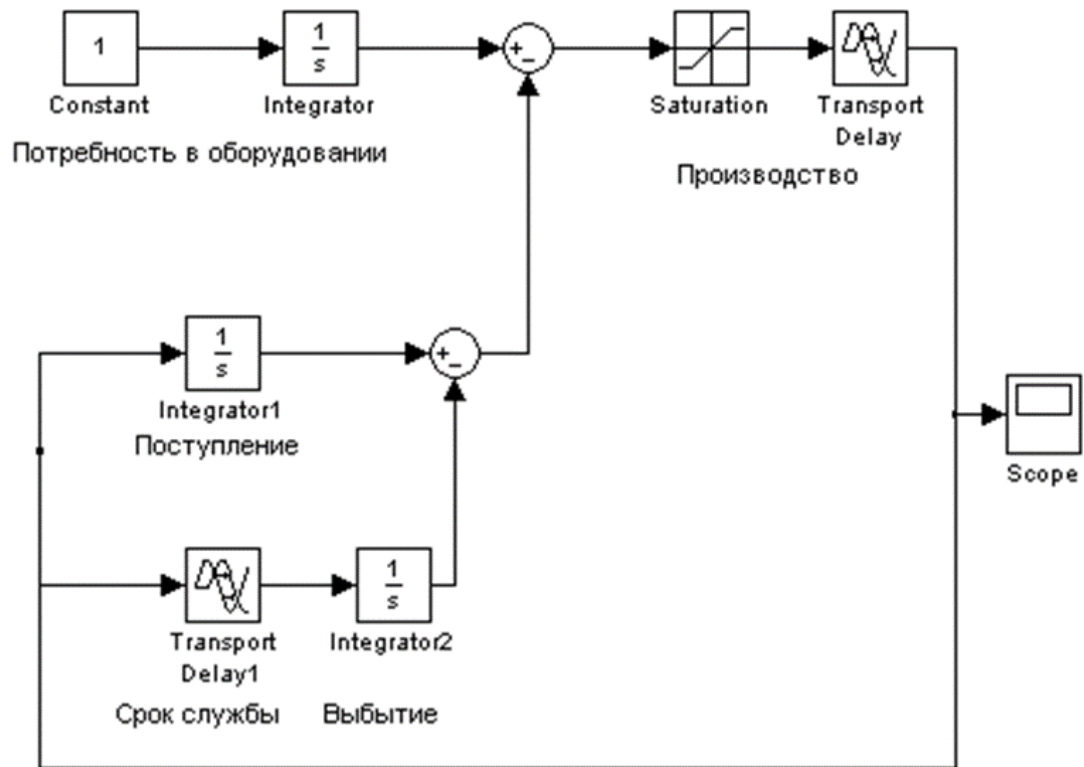 1
Constant
1
s
Integrator
+
−
Saturation
Transport
Delay
Потребность в оборудовании
Производство
1
s
Integrator1
Поступление
+
−
Scope
Transport
Delay1
1
s
Integrator2
Срок службы
Выбытие